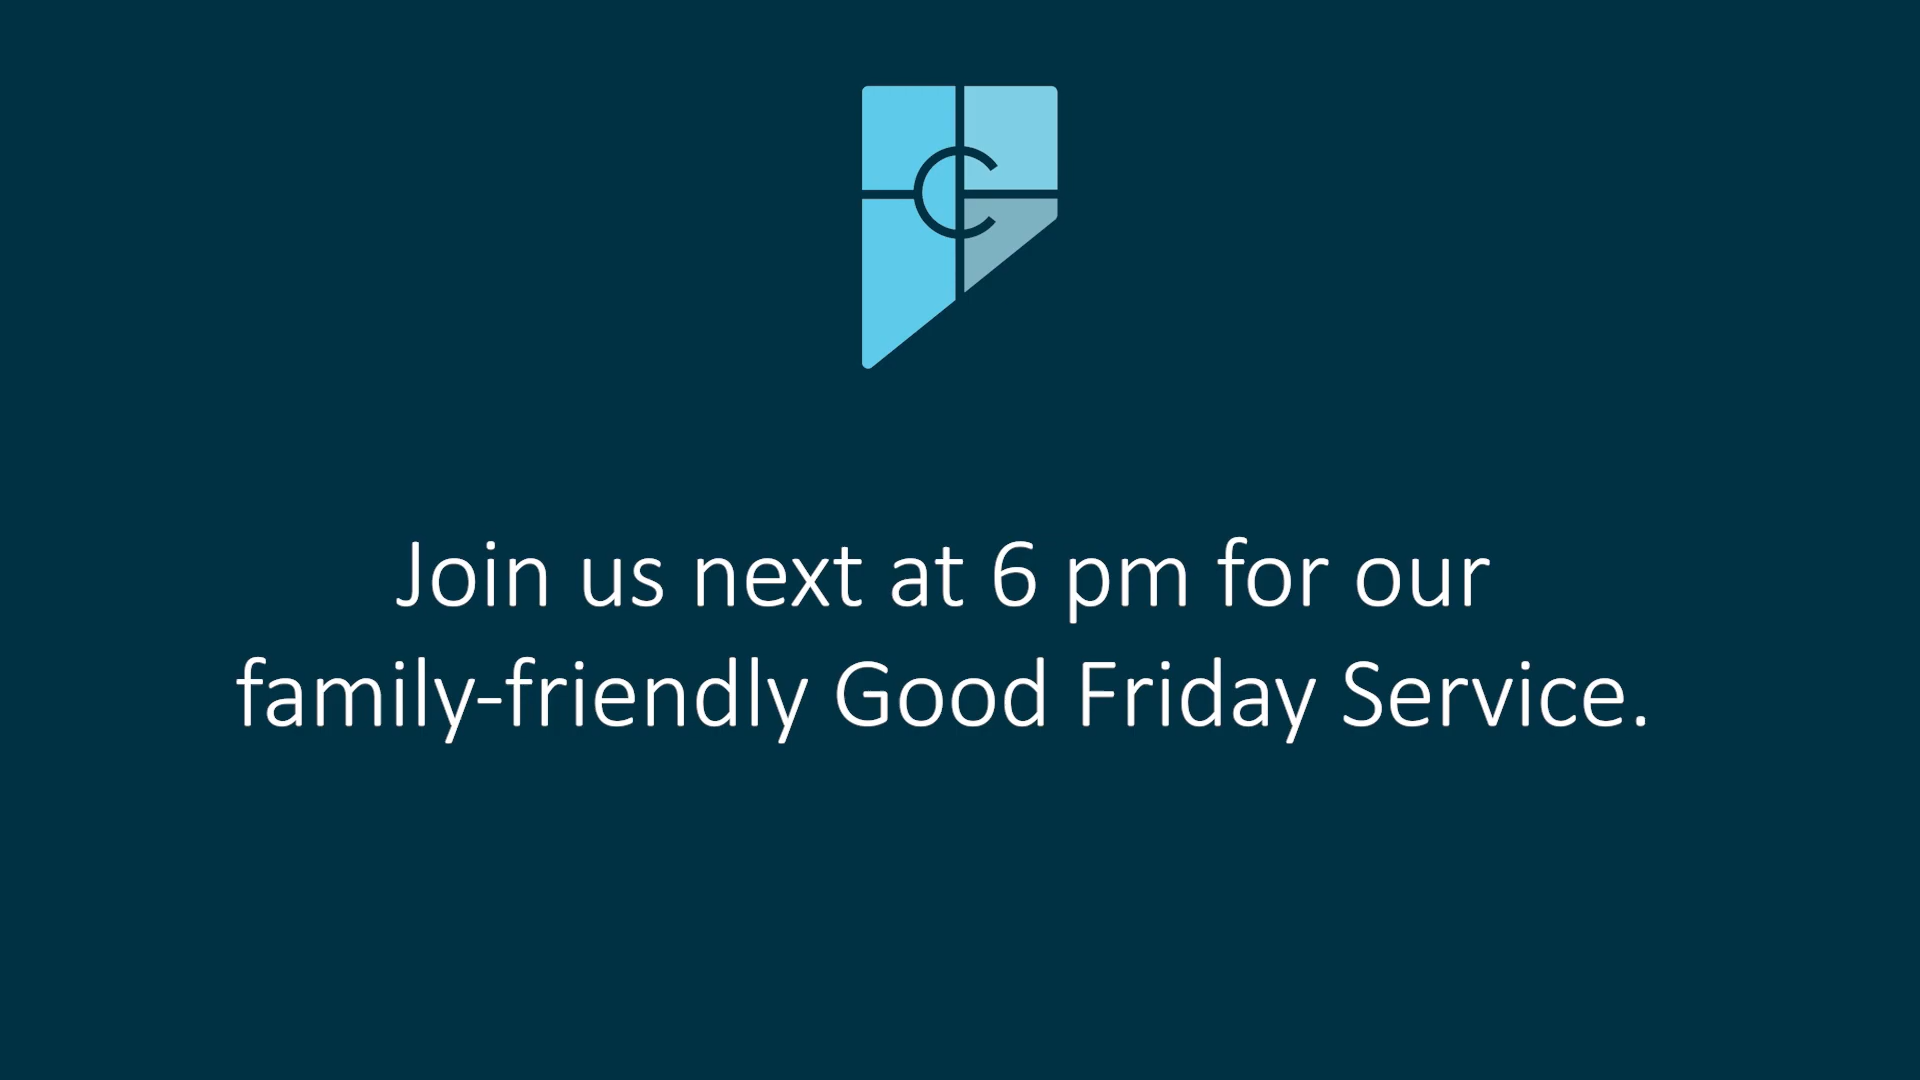 C
Join us next at 6 pm for our
family-friendly Good Friday Service.